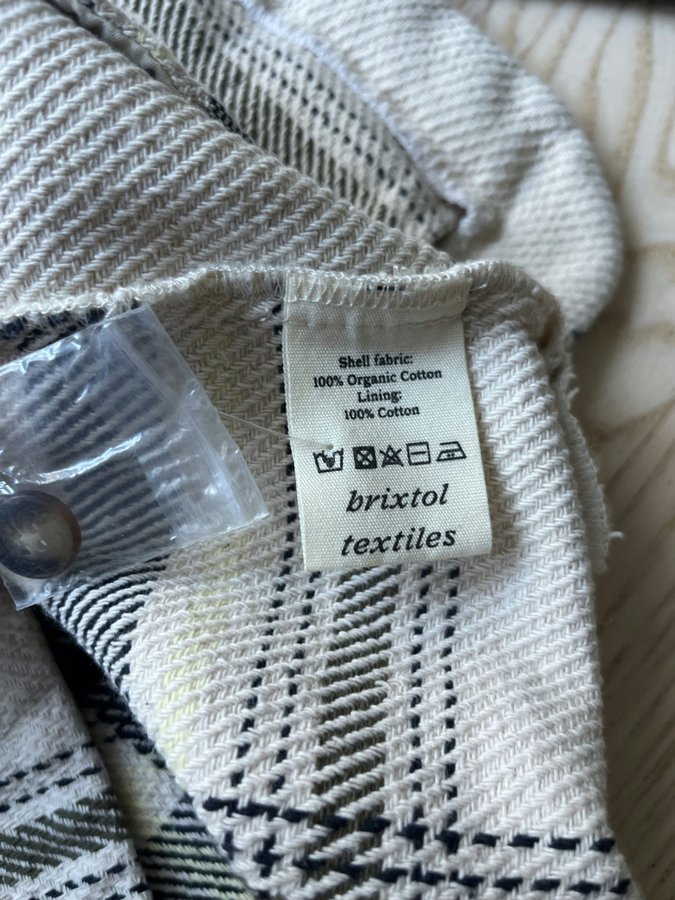 Shell fabric:
100% Organic Cotton
Lining:
100% Cotton
brixtol
textiles